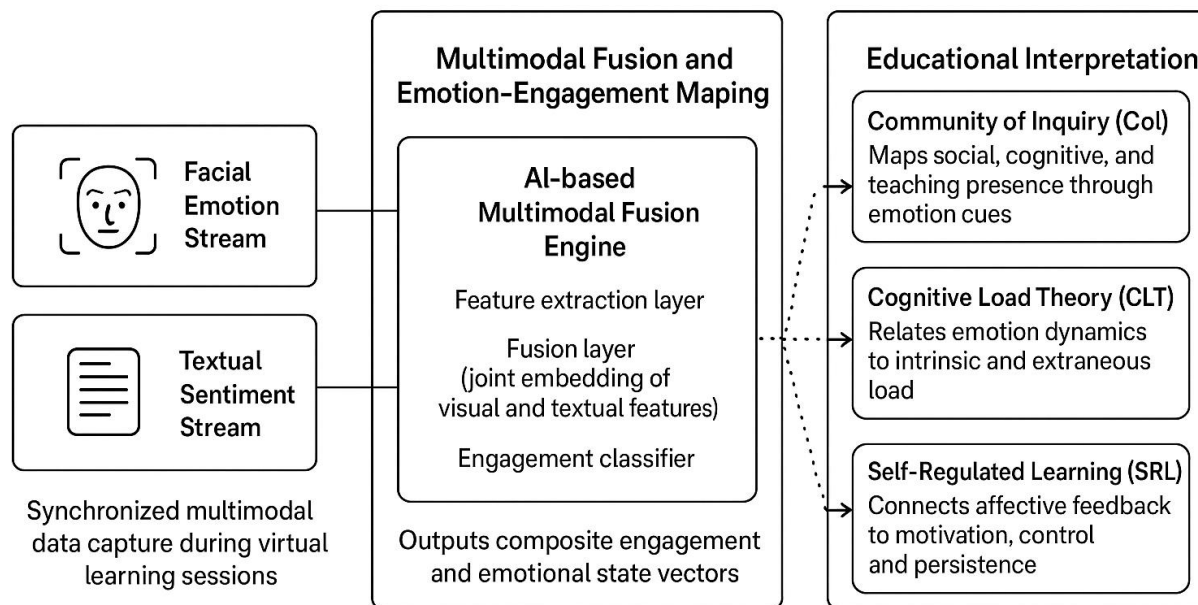 Facial
Emotion
Stream
Textual
Sentiment
Stream
Synchronized multimodal
data capture during virtual
learning sessions
Multimodal Fusion and
Emotion-Engagement Maping
AI-based
Multimodal Fusion
Engine
Feature extraction layer
Fusion layer
(joint embedding of
visual and textual features)
Engagement classifier
Outputs composite engagement
and emotional state vectors
Educational Interpretation
Community of Inquiry (CoI)
Maps social, cognitive, and
teaching presence through
emotion cues
Cognitive Load Theory (CLT)
Relates emotion dynamics
to intrinsic and extraneous
load
Self-Regulated Learning (SRL)
Connects affective feedback
to motivation, control
and persistence